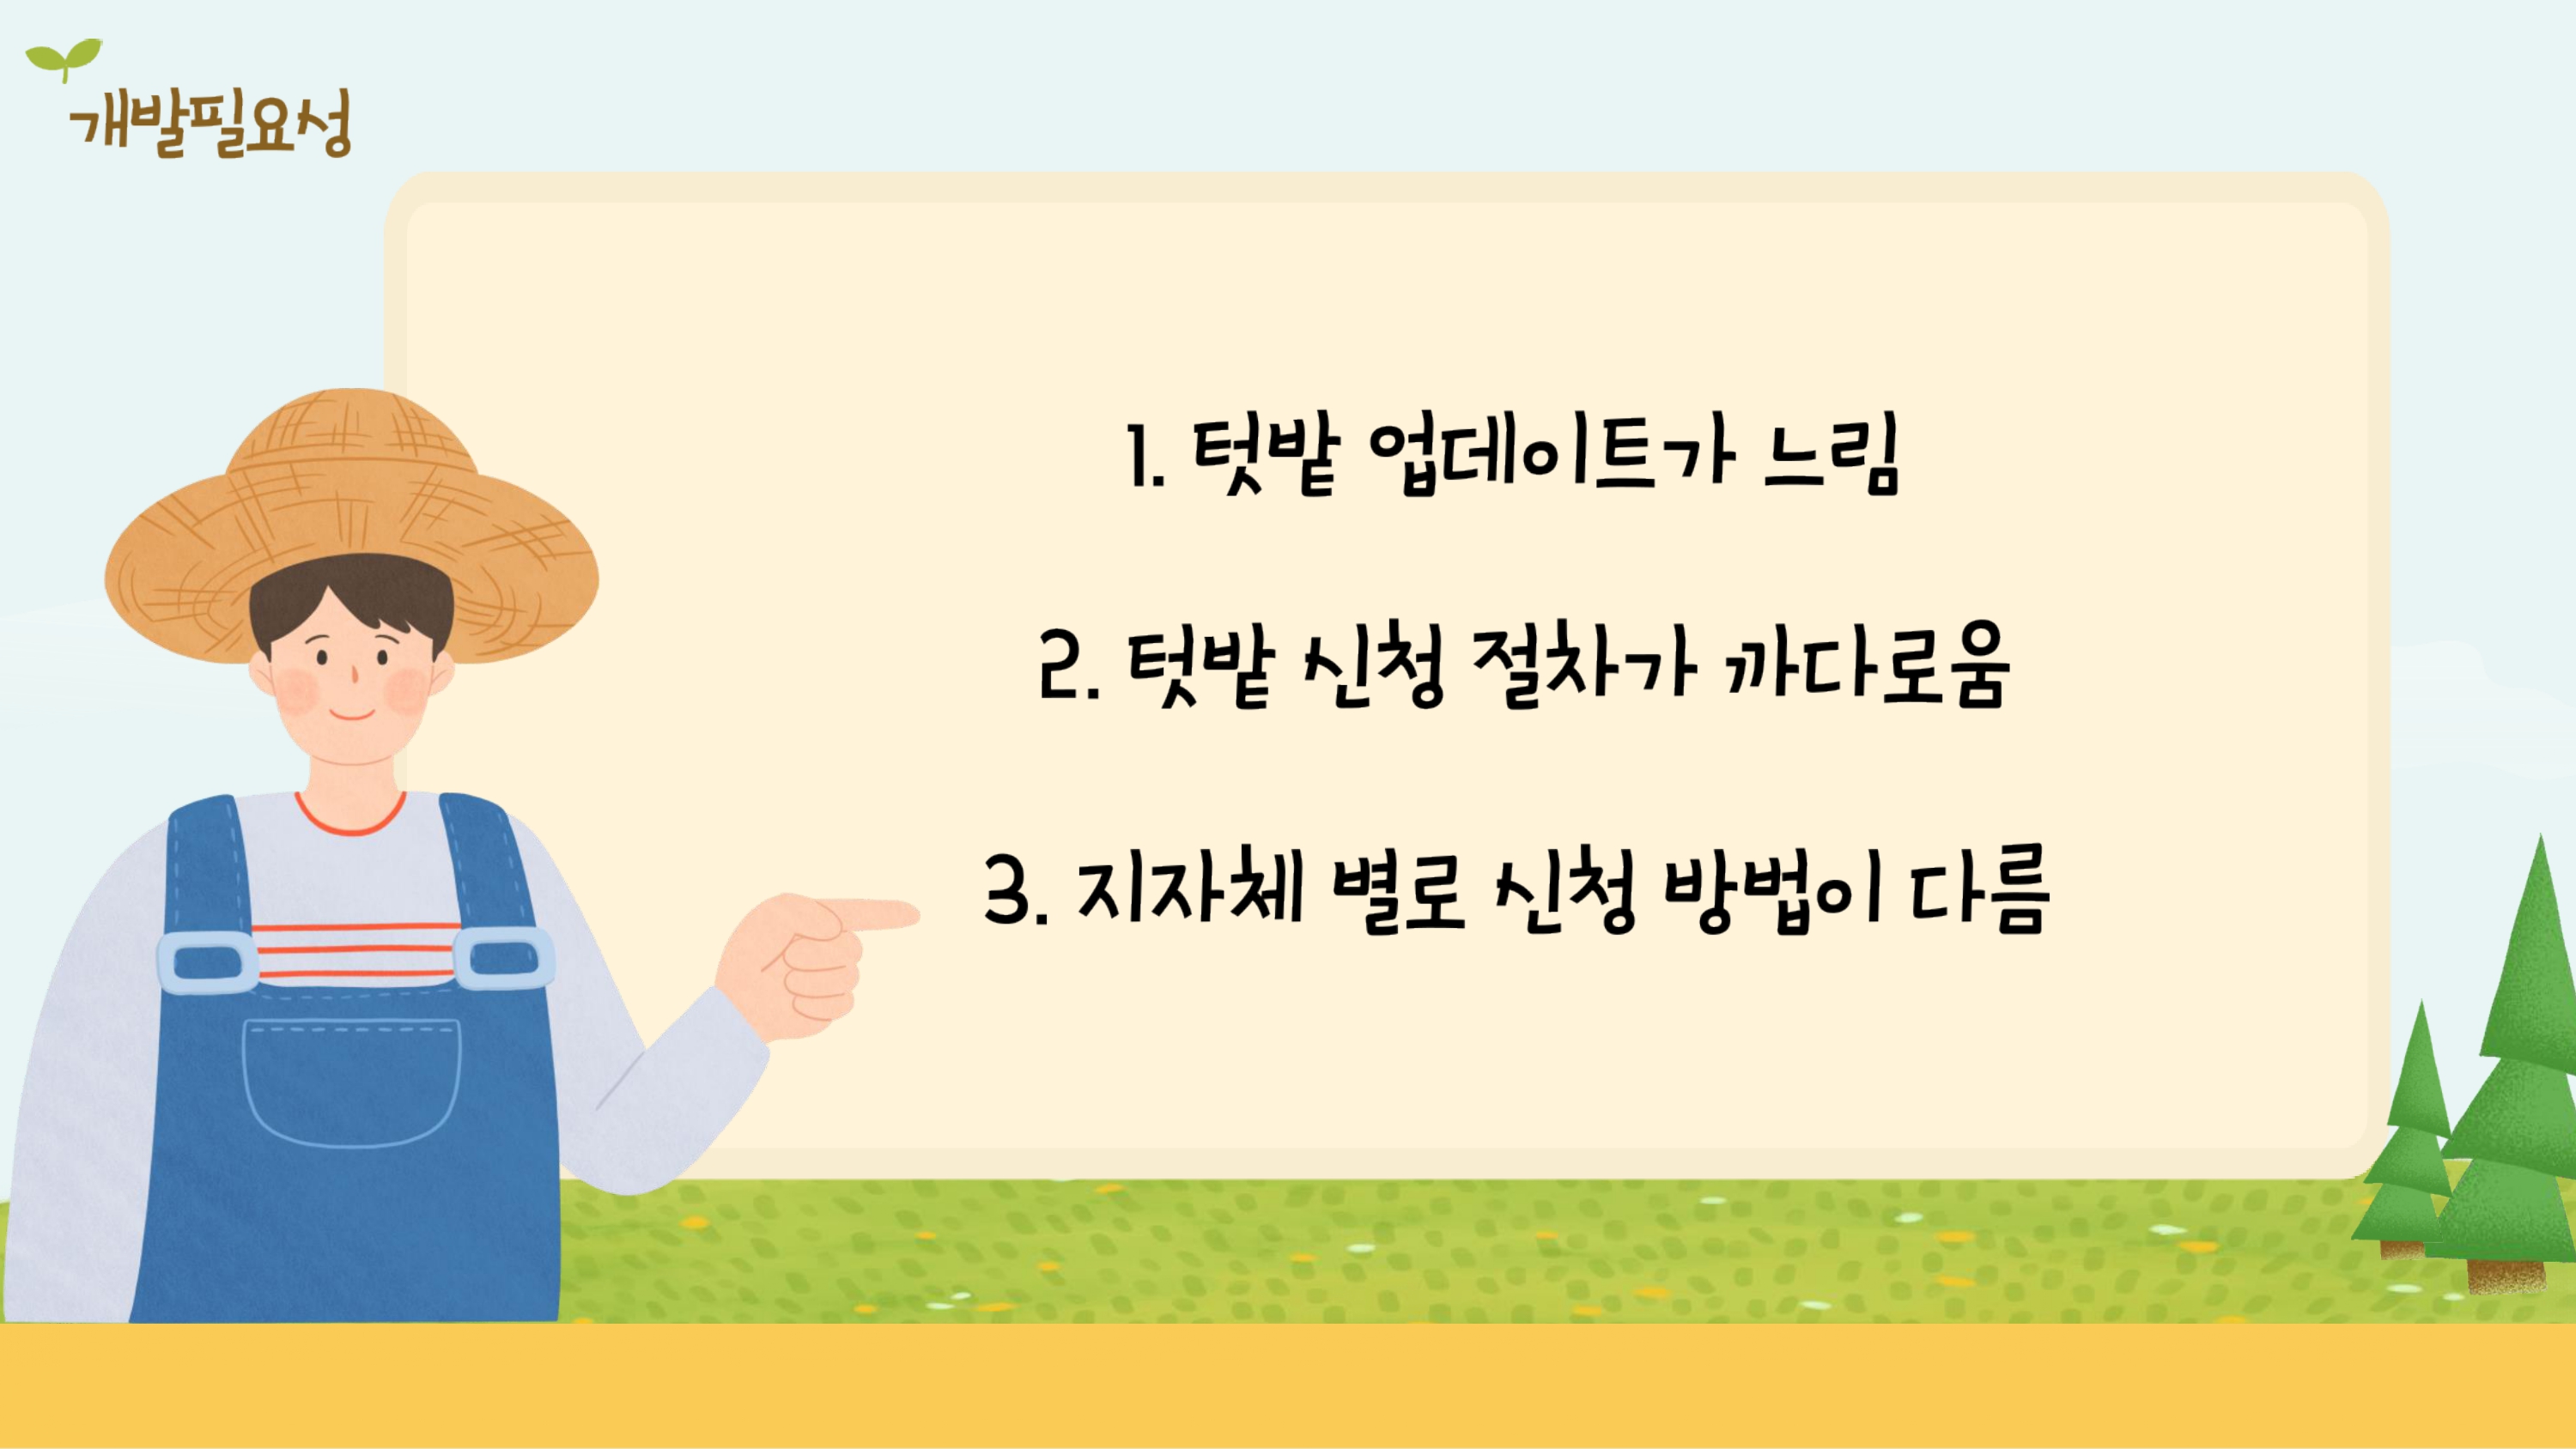 개발필요성
1. 텃밭 업데이트가 느림
2. 텃밭 신청 절차가 까다로움
3. 지자체 별로 신청 방법이 다름